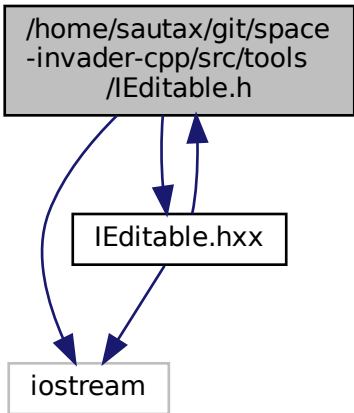 /home/sautax/git/space
-invader-cpp/src/tools
/IEditable.h
IEditable.hxx
iostream